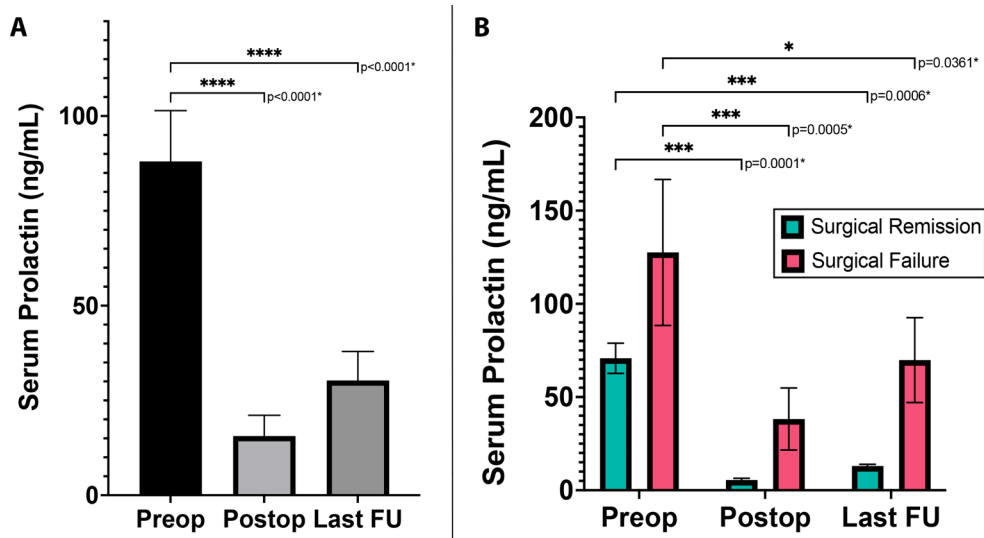 A
Serum Prolactin (ng/mL)
100
50
0
****
p<0.0001*
****
p<0.0001*
Preop Postop Last FU
B
Serum Prolactin (ng/mL)
200
150
100
50
0
*
p=0.0361*
***
p=0.0006*
***
p=0.0005*
***
p=0.0001*
Surgical Remission
Surgical Failure
Preop Postop Last FU